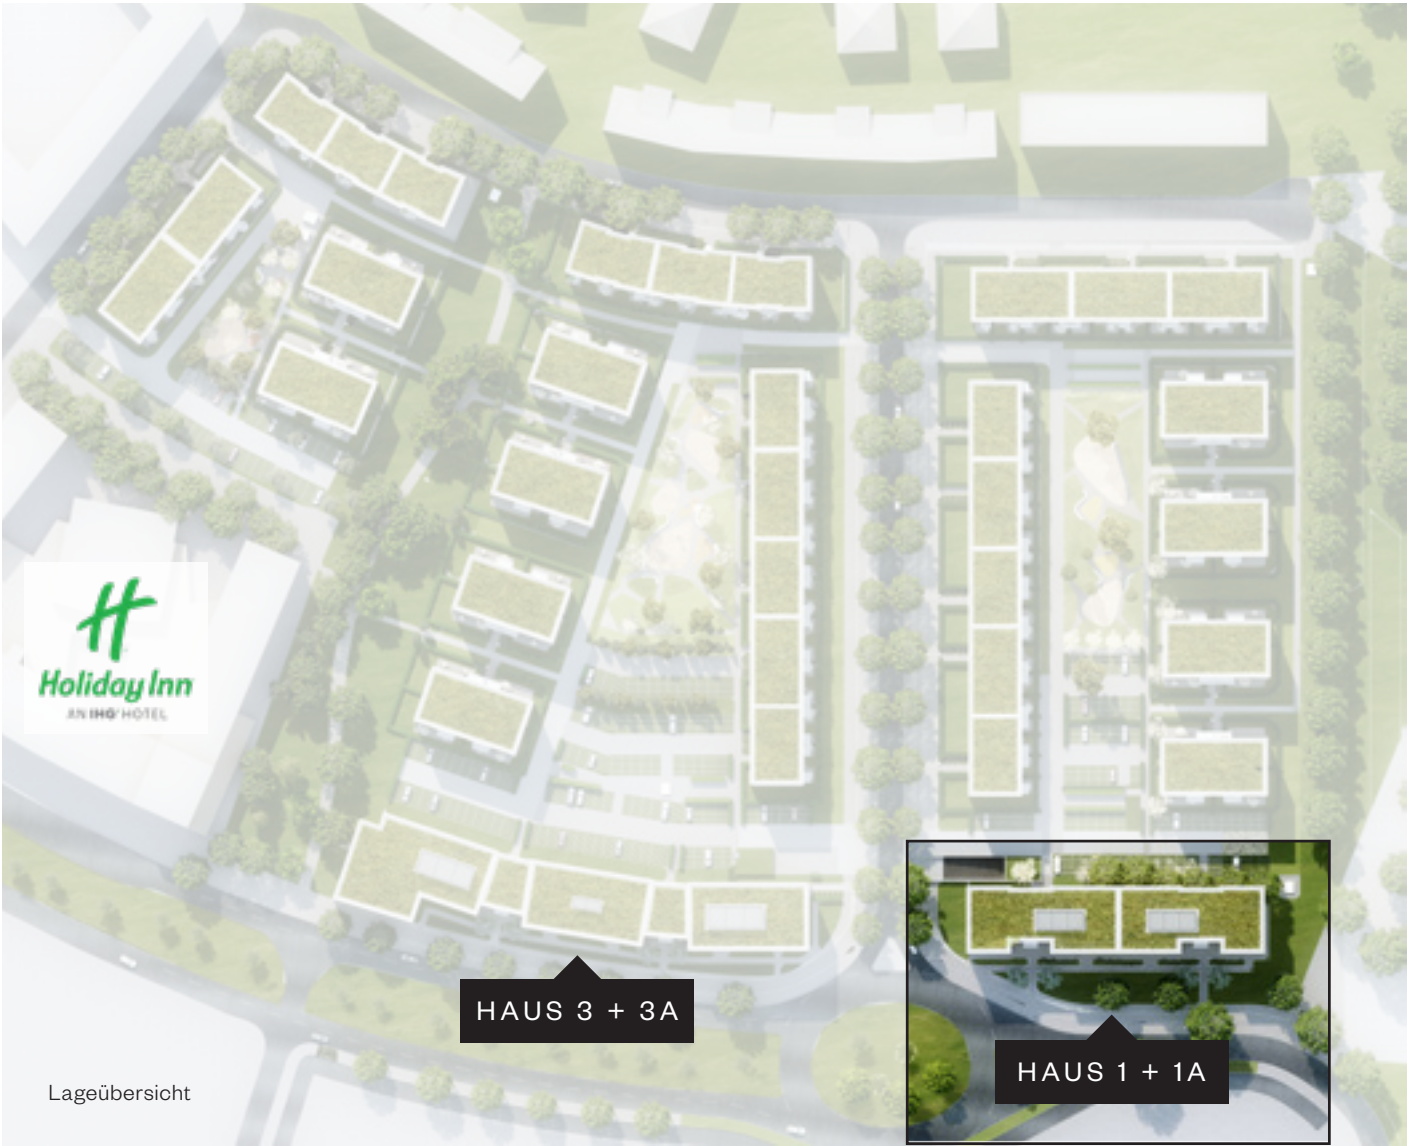 Holiday Inn
AN IHG HOTEL
HAUS 3 + 3A
HAUS 1 + 1A
Lageübersicht